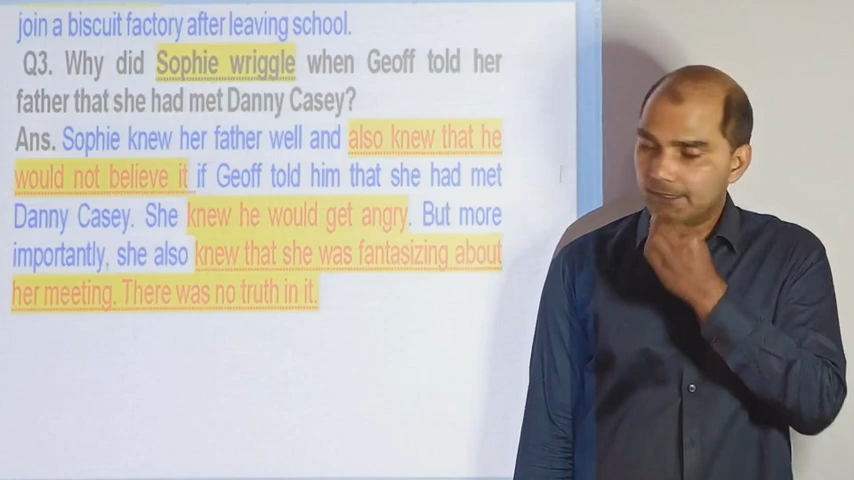 join a biscuit factory after leaving school.
Q3. Why did Sophie wriggle when Geoff told her
father that she had met Danny Casey?
Ans. Sophie knew her father well and also knew that he
would not believe it if Geoff told him that she had met
Danny Casey. She knew he would get angry. But more
importantly, she also knew that she was fantasizing about
her meeting. There was no truth in it.